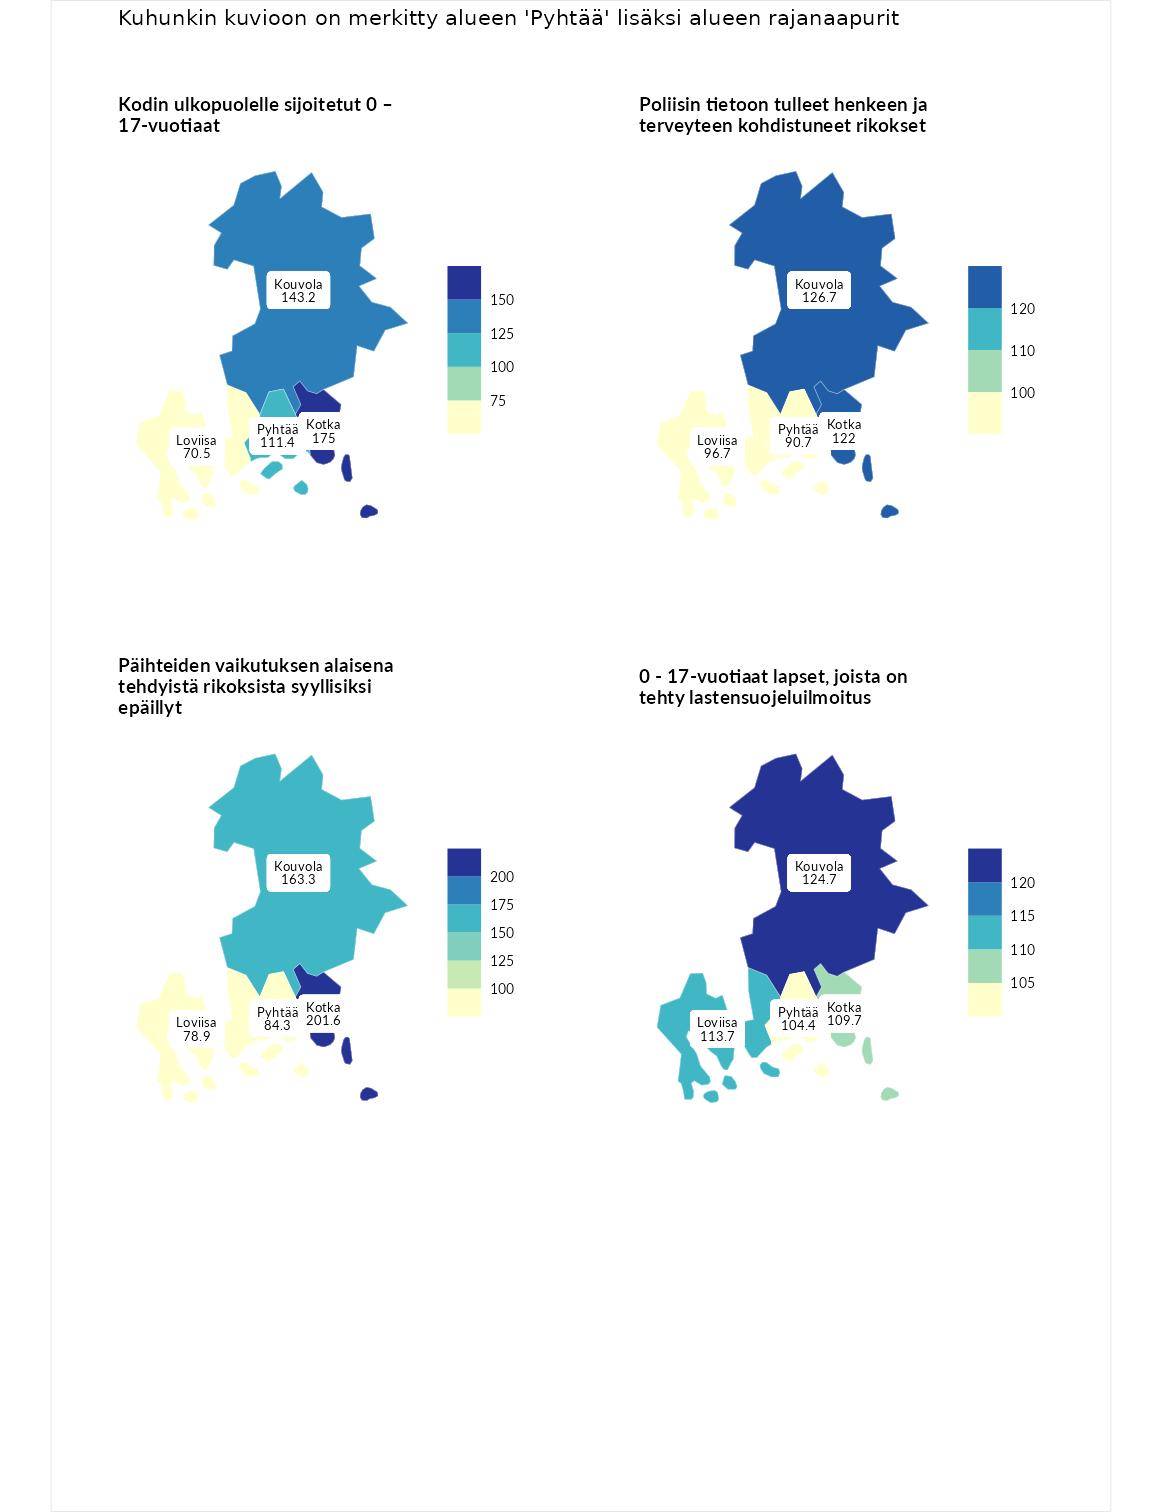 Kuhunkin kuvioon on merkitty alueen 'Pyhtää' lisäksi alueen rajanaapurit
Kodin ulkopuolelle sijoitetut 0 –
17-vuotiaat
Kouvola
143.2
Kotka
175
Pyhtää
111.4
Loviisa
70.5
150
125
100
75
Poliisin tietoon tulleet henkeen ja
terveyteen kohdistuneet rikokset
Kouvola
126.7
Kotka
122
Pyhtää
90.7
Loviisa
96.7
120
110
100
Päihteiden vaikutuksen alaisena
tehdyistä rikoksista syyllisiksi
epäillyt
Kouvola
163.3
Kotka
201.6
Pyhtää
84.3
Loviisa
78.9
200
175
150
125
100
0 - 17-vuotiaat lapset, joista on
tehty lastensuojeluilmoitus
Kouvola
124.7
Kotka
109.7
Pyhtää
104.4
Loviisa
113.7
120
115
110
105